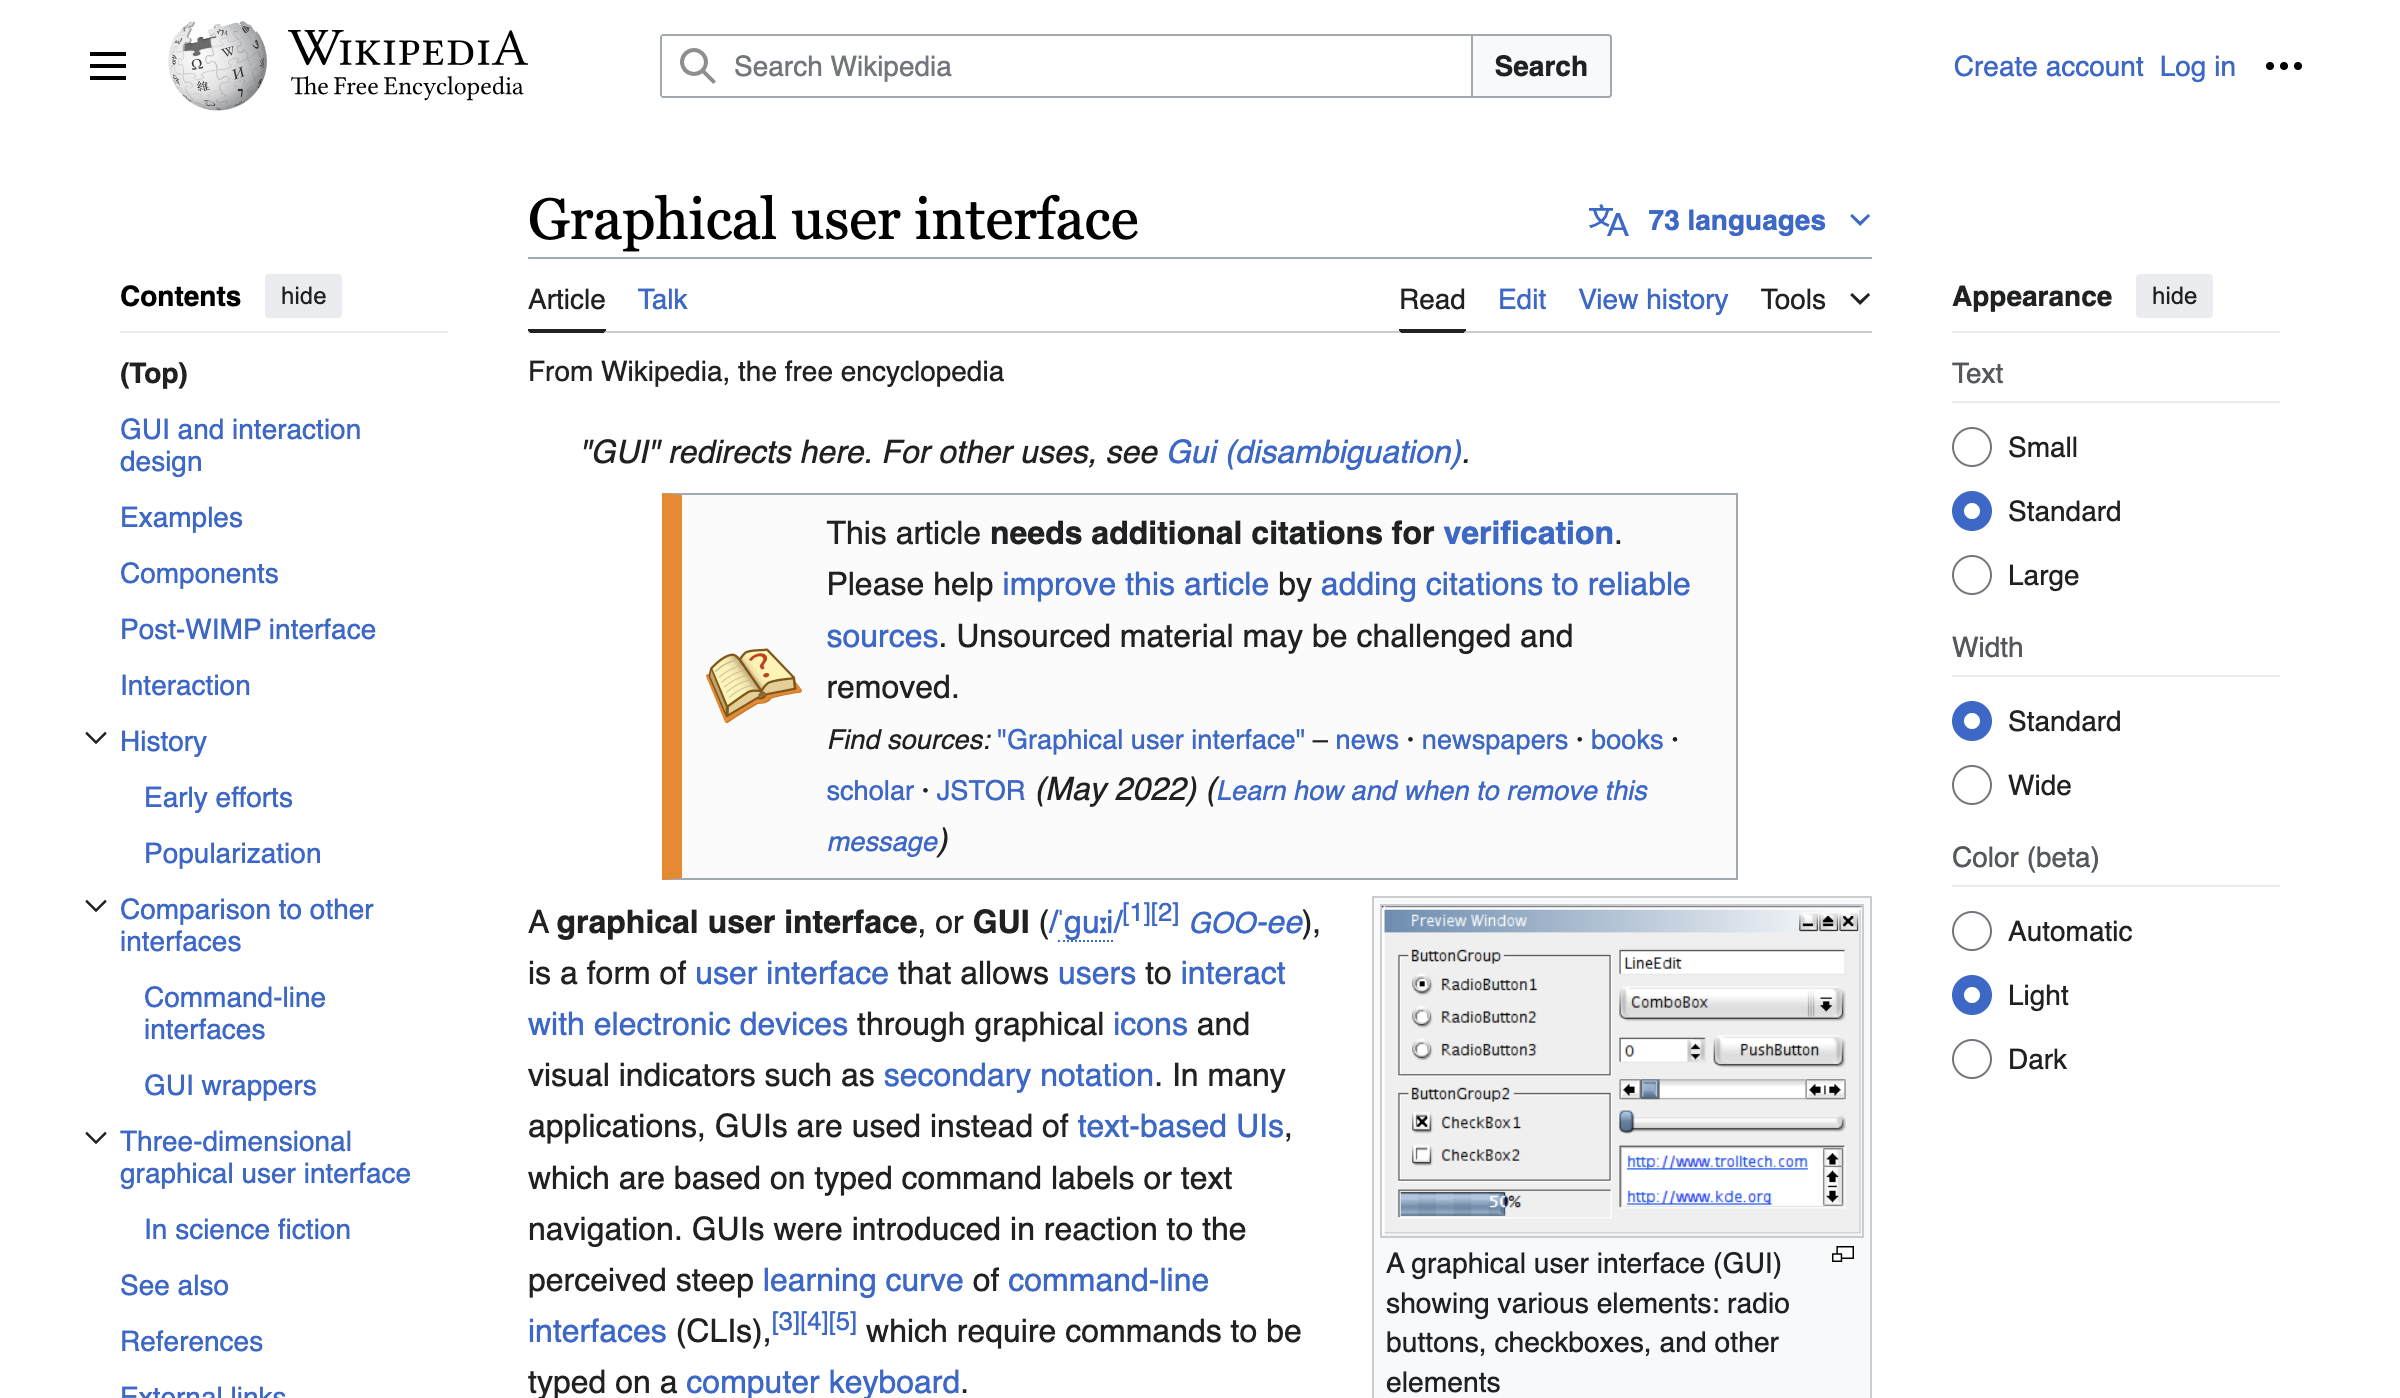 WIKIPEDIA
The Free Encyclopedia
Search Wikipedia
Search
Create account Log in
Graphical user interface
73 languages
Contents hide
(Top)
GUI and interaction
design
Examples
Components
Post-WIMP interface
Interaction
History
Early efforts
Popularization
Comparison to other
interfaces
Command-line
interfaces
GUI wrappers
Three-dimensional
graphical user interface
In science fiction
See also
References
External links
Article Talk
Read Edit View history Tools
From Wikipedia, the free encyclopedia
"GUI" redirects here. For other uses, see Gui (disambiguation).
This article needs additional citations for verification.
Please help improve this article by adding citations to reliable
sources. Unsourced material may be challenged and
removed.
Find sources: "Graphical user interface" – news · newspapers · books ·
scholar · JSTOR (May 2022) (Learn how and when to remove this
message)
A graphical user interface, or GUI (/ˈɡuːi/[1][2] GOO-ee),
is a form of user interface that allows users to interact
with electronic devices through graphical icons and
visual indicators such as secondary notation. In many
applications, GUIs are used instead of text-based UIs,
which are based on typed command labels or text
navigation. GUIs were introduced in reaction to the
perceived steep learning curve of command-line
interfaces (CLIs),[3][4][5] which require commands to be
typed on a computer keyboard.
Preview Window
ButtonGroup
RadioButton1
RadioButton2
RadioButton3
ButtonGroup2
CheckBox1
CheckBox2
50%
LineEdit
ComboBox
0
PushButton
http://www.trolltech.com
http://www.kde.org
A graphical user interface (GUI)
showing various elements: radio
buttons, checkboxes, and other
elements
Appearance hide
Text
Small
Standard
Large
Width
Standard
Wide
Color (beta)
Automatic
Light
Dark